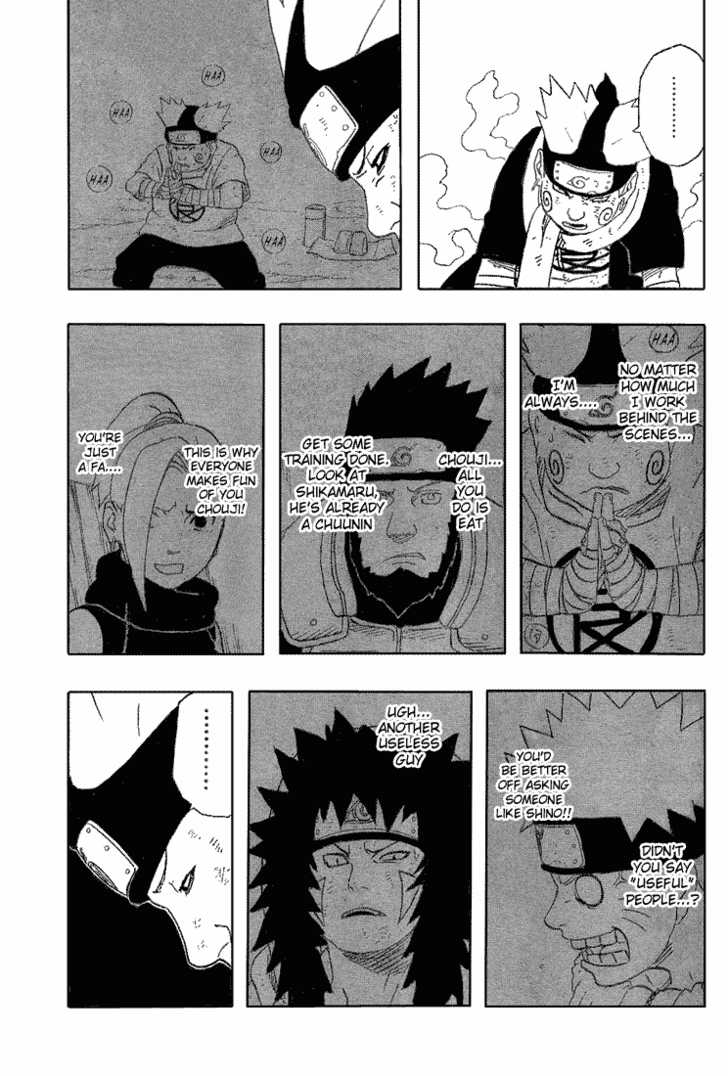 .........
HAA
HAA
HAA
HAA
HAA
HAA
NO MATTER
HOW MUCH
I WORK
BEHIND THE
SCENES...
I'M
ALWAYS....
CHOUJI...
ALL
YOU
DO IS
EAT
GET SOME
TRAINING DONE.
LOOK AT
SHIKAMARU,
HE'S ALREADY
A CHUUNIN
THIS IS WHY
EVERYONE
MAKES FUN
OF YOU
CHOUJI!
YOU'RE
JUST
A FA....
YOU'D
BE BETTER
OFF ASKING
SOMEONE
LIKE SHINO!!
DIDN'T
YOU SAY
"USEFUL"
PEOPLE...?
UGH...
ANOTHER
USELESS
GUY
.........